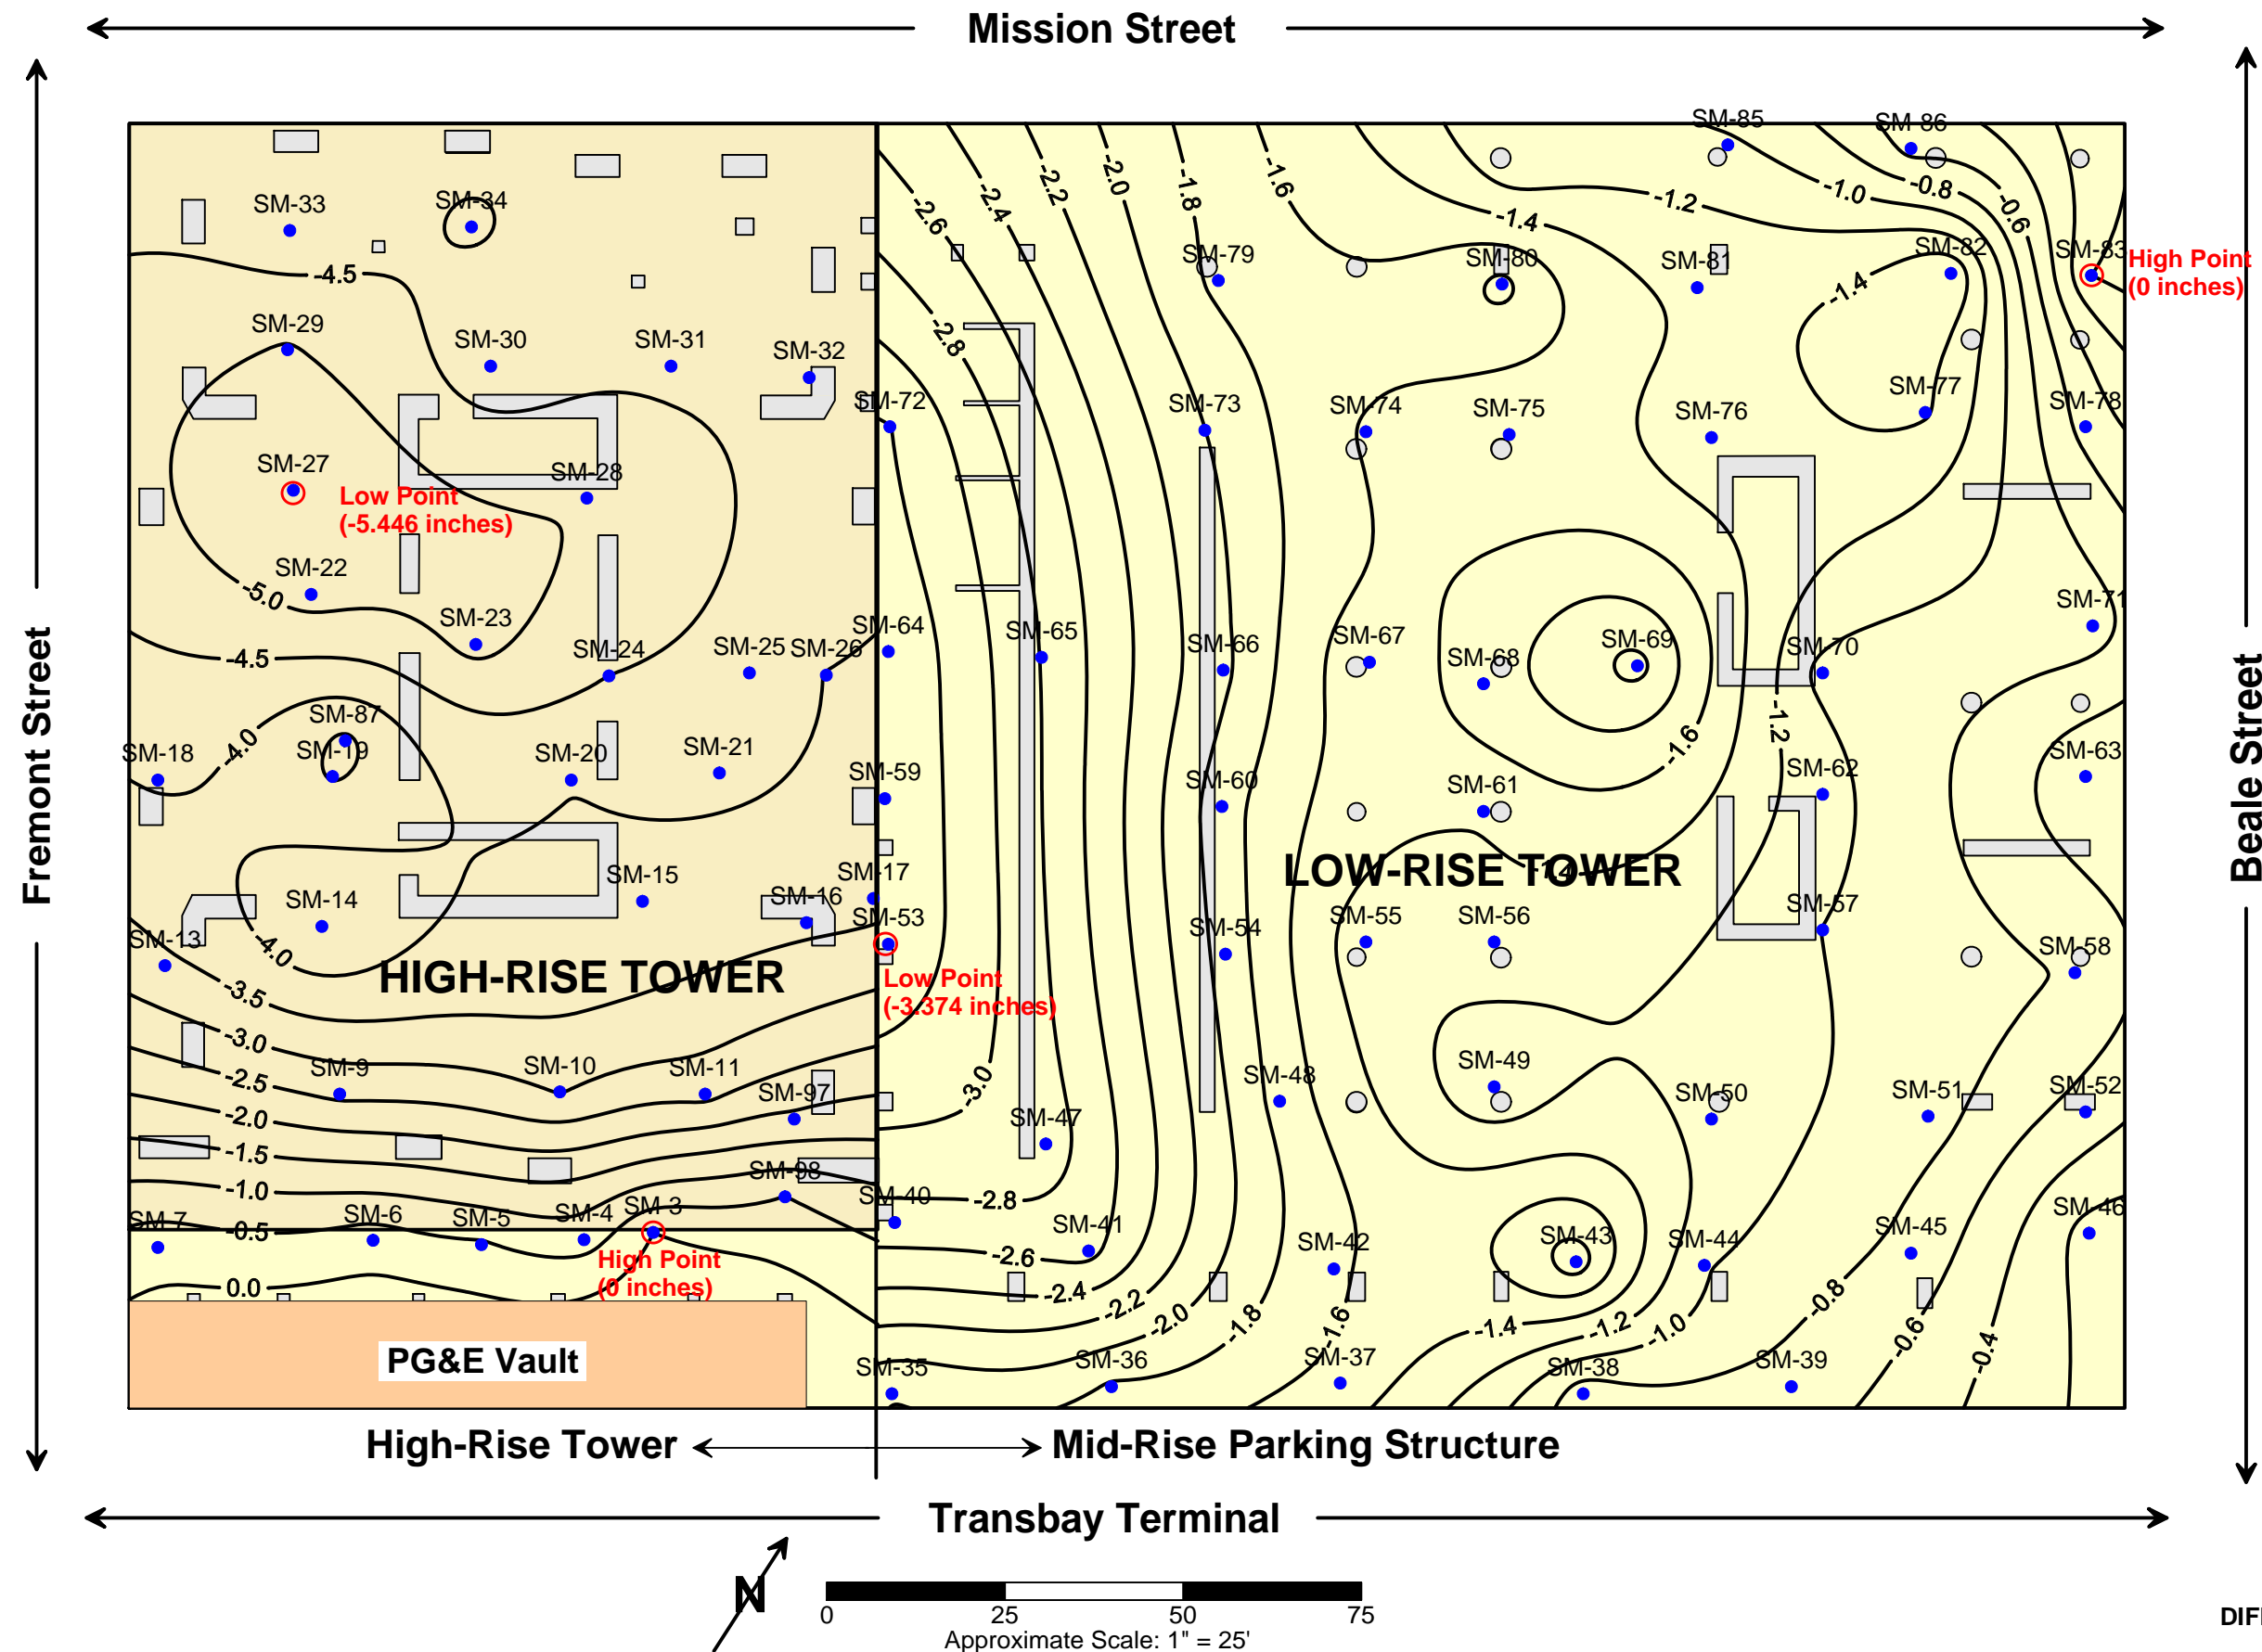 Mission Street
SM-85
SM-86
SM-33
SM-34
-2.6
-2.4
-2.2
-2.0
-1.8
-1.6
-1.4
-1.2
-1.0
-0.8
-0.6
-4.5
SM-79
SM-80
SM-81
SM-82
SM-83
High Point
(0 inches)
-1.4
SM-29
SM-30
SM-31
SM-32
-2.8
SM-72
SM-73
SM-74
SM-75
SM-76
SM-77
SM-78
SM-27
SM-28
Low Point
(-5.446 inches)
SM-22
-5.0
SM-23
SM-24
SM-25
SM-26
SM-64
SM-65
SM-66
SM-67
SM-68
SM-69
SM-70
SM-71
-4.5
Fremont Street
Beale Street
SM-87
-4.0
SM-18
SM-19
SM-20
SM-21
SM-59
SM-60
SM-61
-1.6
-1.2
SM-62
SM-63
LOW-RISE TOWER
-1.4
SM-14
SM-15
SM-16
SM-17
SM-53
SM-54
SM-55
SM-56
SM-57
SM-58
SM-13
-4.0
HIGH-RISE TOWER
Low Point
(-3.374 inches)
-3.5
-3.0
SM-9
SM-10
SM-11
SM-97
-3.0
SM-47
SM-48
SM-49
SM-50
SM-51
SM-52
-2.5
-2.0
-1.5
-1.0
-0.5
SM-7
SM-6
SM-5
SM-4
SM-3
SM-98
SM-40
-2.8
SM-41
SM-42
SM-43
SM-44
SM-45
SM-46
High Point
(0 inches)
0.0
-2.6
-2.4
-2.2
-2.0
-1.8
-1.6
-1.4
-1.2
-1.0
-0.8
-0.6
-0.4
PG&E Vault
SM-35
SM-36
SM-37
SM-38
SM-39
High-Rise Tower
Mid-Rise Parking Structure
Transbay Terminal
N
0 25 50 75
Approximate Scale: 1" = 25'